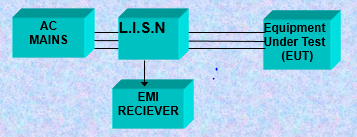 AC
MAINS
L.I.S.N
Equipment
Under Test
(EUT)
EMI
RECIEVER